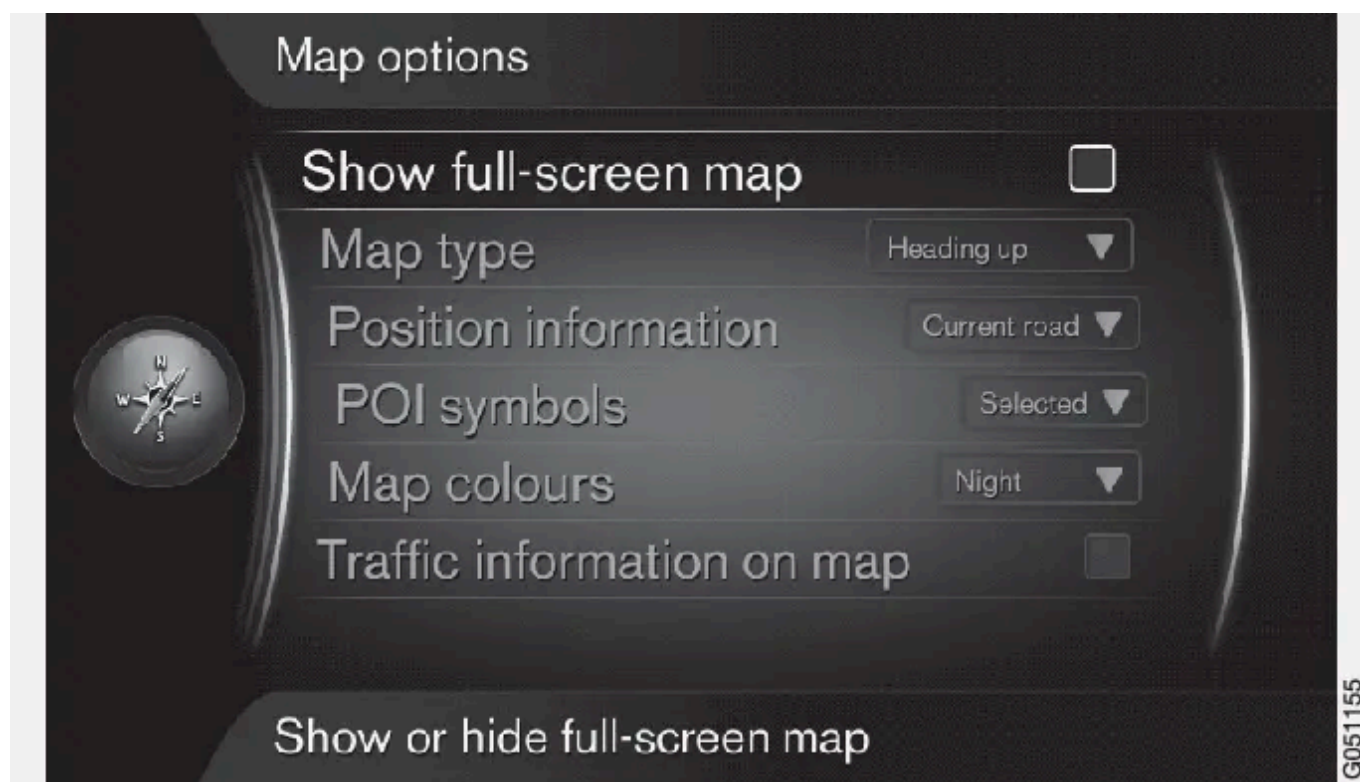 Map options
Show full-screen map
Map type Heading up
Position information Current road
POI symbols Selected
Map colours Night
Traffic information on map
N
W E
S
Show or hide full-screen map
G051155